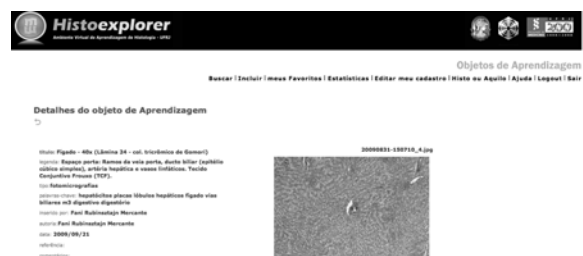 Histoexplorer
Ambiente Virtual de Aprendizagem de Histologia - UFRJ
Objetos de Aprendizagem
Buscar | Incluir | meus Favoritos | Estatísticas | Editar meu cadastro | Histo ou Aquilo | Ajuda | Logout | Sair
Detalhes do objeto de Aprendizagem
título: Fígado - 40x (Lâmina 34 - col. tricrômico de Gomori)
20090831-150710_4.jpg
legenda: Espaço porta: Ramos da veia porta, ducto biliar (epitélio
cúbico simples), artéria hepática e vasos linfáticos. Tecido
Conjuntivo Frouxo (TCF).
tipo: fotomicrografias
palavras-chave: hepatócitos placas lóbulos hepáticos fígado vias
biliares m3 digestivo digestório
inserido por: Fani Rubinsztajn Mercante
autoria: Fani Rubinsztajn Mercante
data: 2009/09/21
referência: